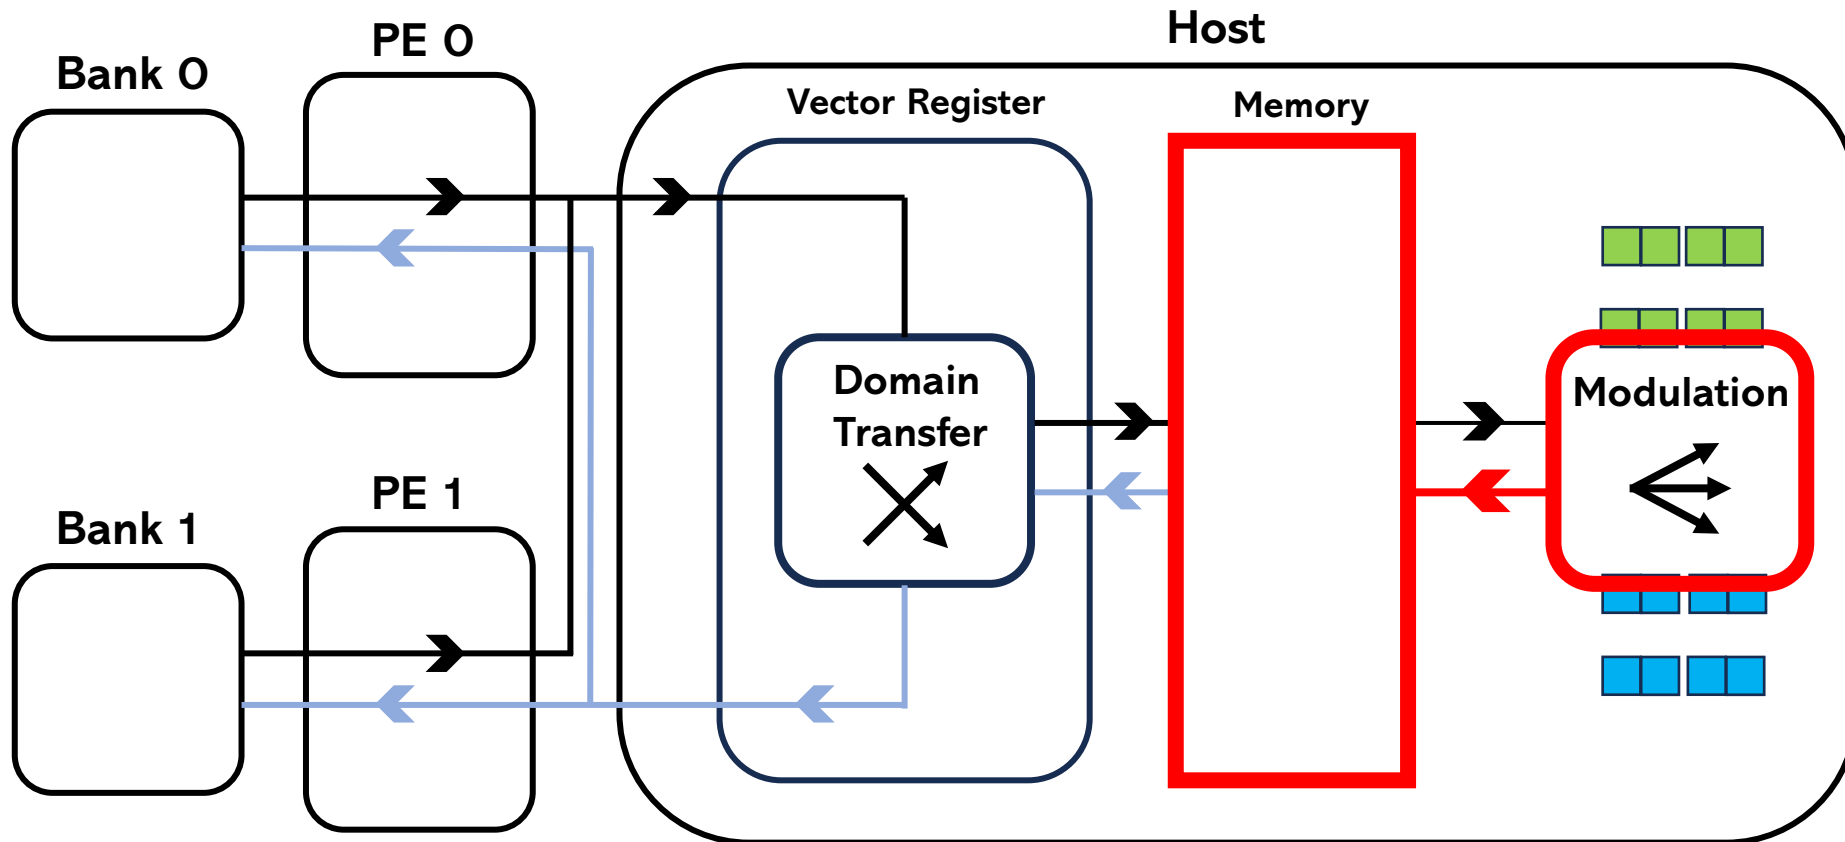 Host
PE 0
Bank 0
Vector Register
Memory
Domain
Transfer
Modulation
PE 1
Bank 1